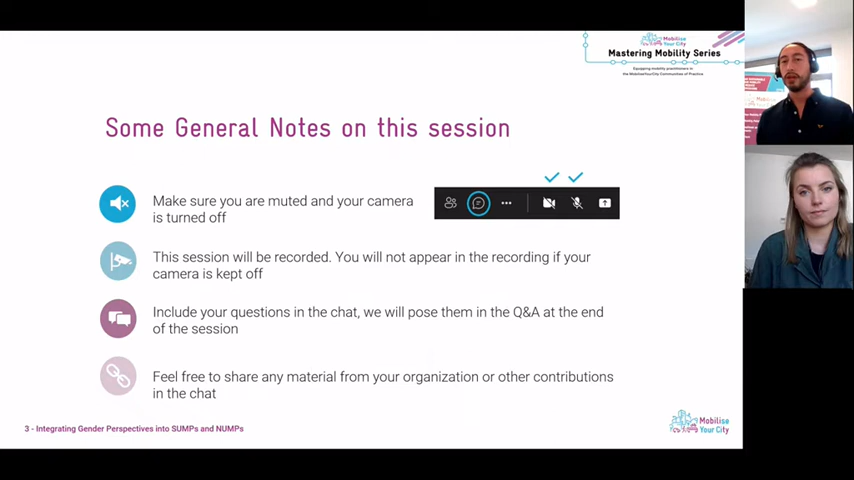 Mobilise
Your City
Mastering Mobility Series
Equipping mobility practitioners in
the MobiliseYourCity Communities of Practice
Some General Notes on this session
Make sure you are muted and your camera
is turned off
This session will be recorded. You will not appear in the recording if your
camera is kept off
Include your questions in the chat, we will pose them in the Q&A at the end
of the session
Feel free to share any material from your organization or other contributions
in the chat
3 - Integrating Gender Perspectives into SUMPs and NUMPs
Mobilise
Your City